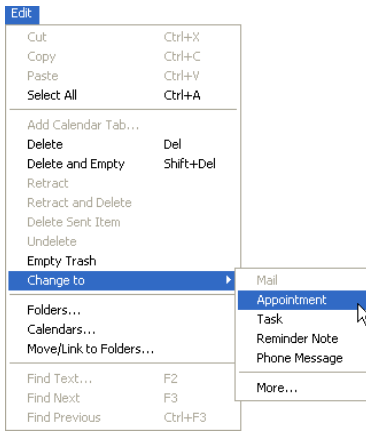 Edit
Cut Ctrl+X
Copy Ctrl+C
Paste Ctrl+V
Select All Ctrl+A
Add Calendar Tab...
Delete Del
Delete and Empty Shift+Del
Retract
Retract and Delete
Delete Sent Item
Undelete
Empty Trash
Change to
Mail
Appointment
Task
Reminder Note
Phone Message
More...
Folders...
Calendars...
Move/Link to Folders...
Find Text... F2
Find Next F3
Find Previous Ctrl+F3